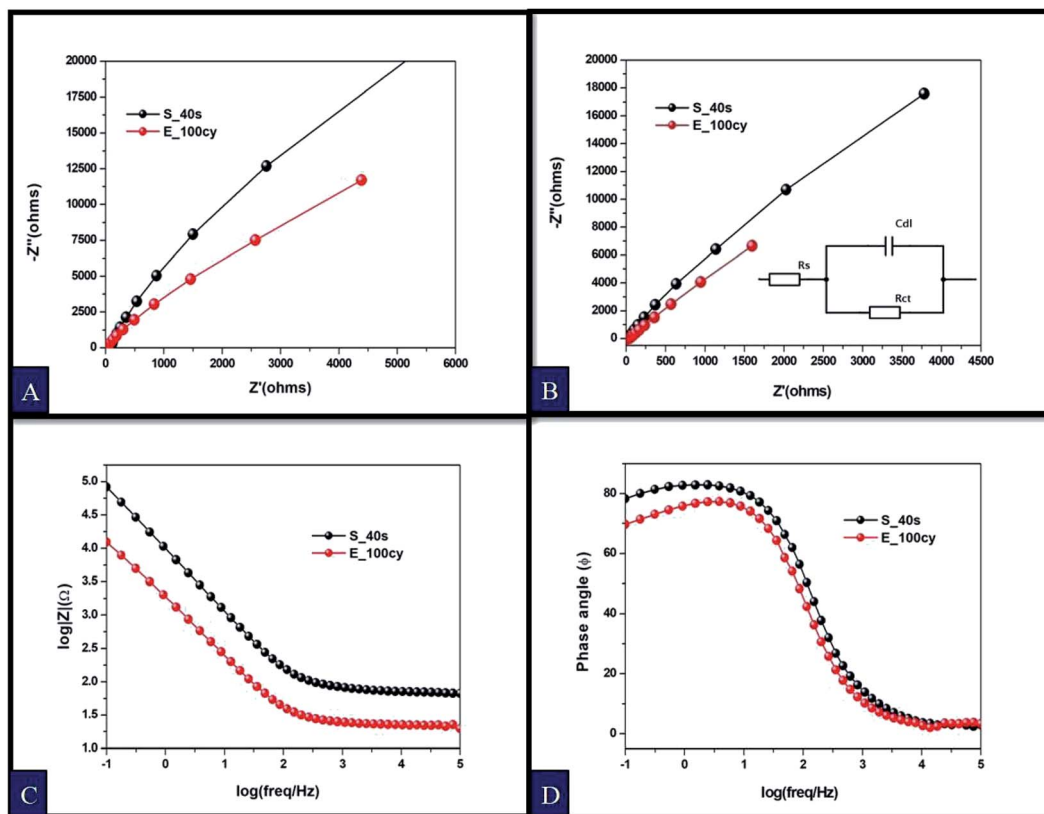 20000
17500
15000
12500
10000
7500
5000
2500
0
-Z''(ohms)
S_40s
E_100cy
0 1000 2000 3000 4000 5000 6000
Z'(ohms)
A
20000
18000
16000
14000
12000
10000
8000
6000
4000
2000
0
-Z''(ohms)
S_40s
E_100cy
Cdl
Rs
Rct
0 500 1000 1500 2000 2500 3000 3500 4000 4500
Z'(ohms)
B
5.0
4.5
4.0
3.5
3.0
2.5
2.0
1.5
1.0
log|Z|(Ω)
S_40s
E_100cy
-1 0 1 2 3 4 5
log(freq/Hz)
C
80
60
40
20
0
Phase angle (ϕ)
S_40s
E_100cy
-1 0 1 2 3 4 5
log(freq/Hz)
D